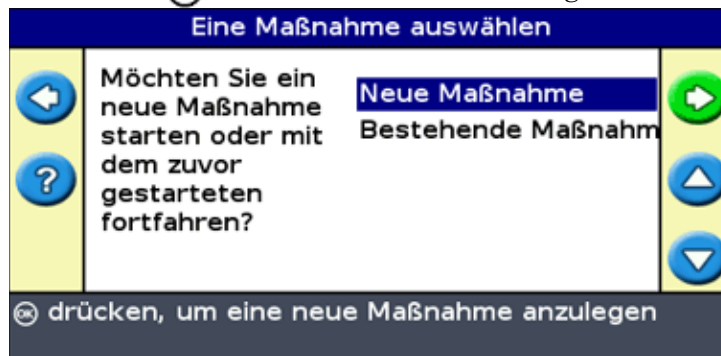 Eine Maßnahme auswählen
Möchten Sie ein
neue Maßnahme
starten oder mit
dem zuvor
gestarteten
fortfahren?
Neue Maßnahme
Bestehende Maßnahm
? 
OK drücken, um eine neue Maßnahme anzulegen